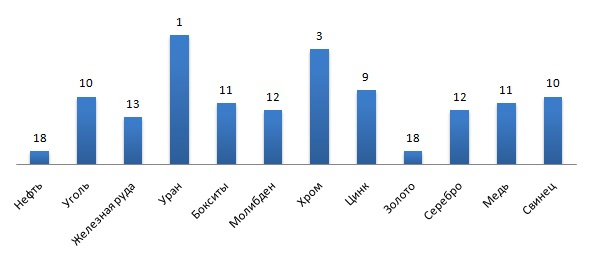 18
10
13
1
11
12
3
9
18
12
11
10
Нефть
Уголь
Железная руда
Уран
Бокситы
Молибден
Хром
Цинк
Золото
Серебро
Медь
Свинец